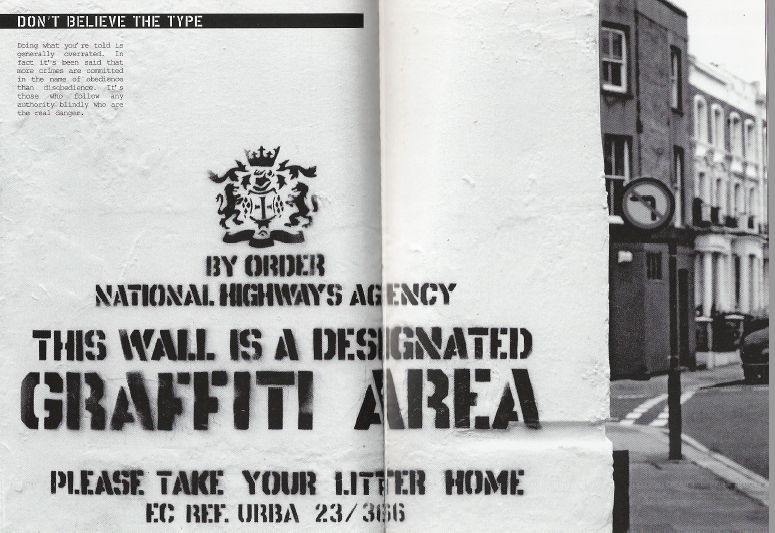 DON'T BELIEVE THE TYPE
Doing what you're told is
generally overrated. In
fact it's been said that
more crimes are committed
in the name of obedience
than disobedience. It's
those who follow any
authority blindly who are
the real danger.
BY ORDER
NATIONAL HIGHWAYS AGENCY
THIS WALL IS A DESIGNATED
GRAFFITI AREA
PLEASE TAKE YOUR LITTER HOME
EC REF. URBA 23/366